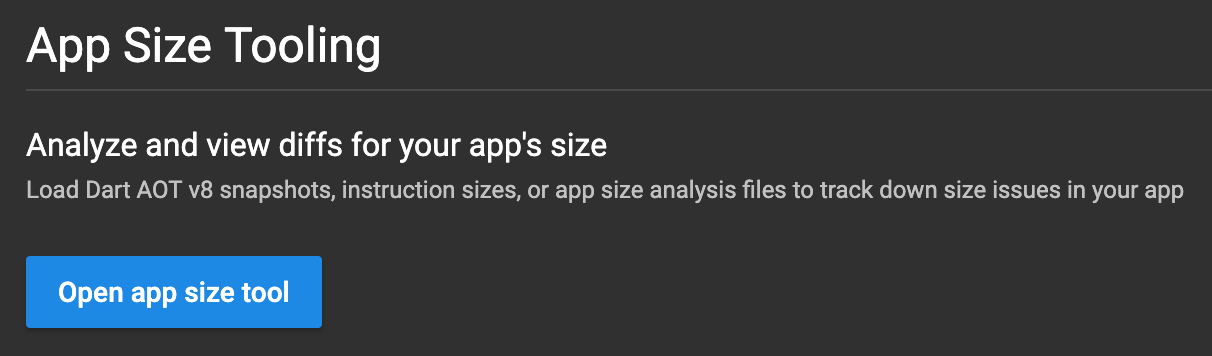 App Size Tooling
Analyze and view diffs for your app's size
Load Dart AOT v8 snapshots, instruction sizes, or app size analysis files to track down size issues in your app
Open app size tool